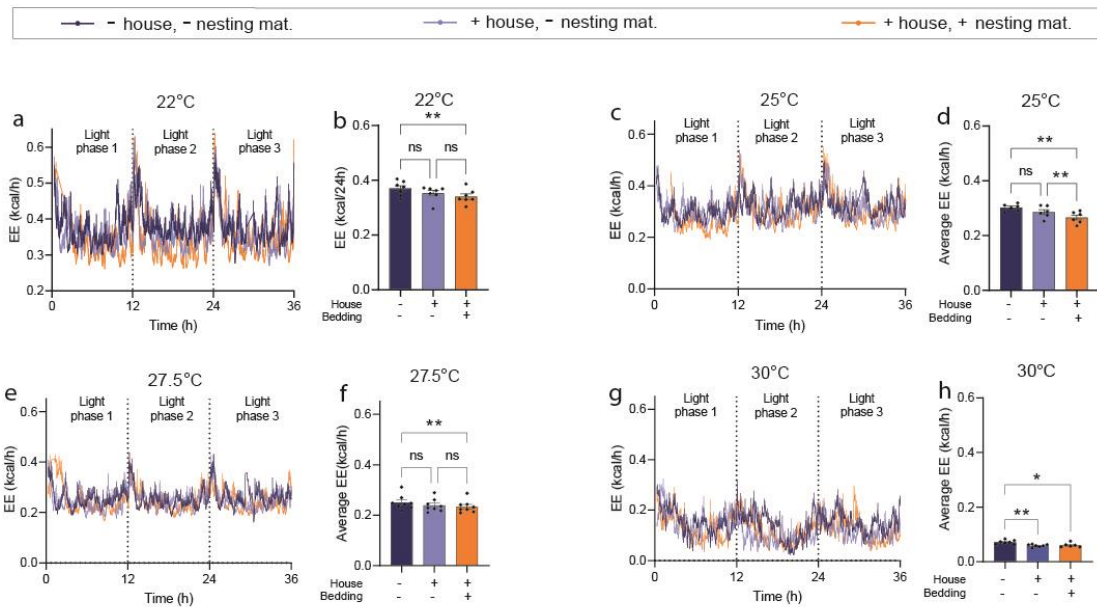 − house, − nesting mat. + house, − nesting mat. + house, + nesting mat.
a
22°C
EE (kcal/h)
0.6
0.5
0.4
0.3
0.2
Light phase 1
Light phase 2
Light phase 3
0 12 24 36
Time (h)
b
22°C
EE (kcal/24h)
0.6
0.4
0.2
0.0
**
ns ns
House - + +
Bedding - - +
c
25°C
EE (kcal/h)
0.6
0.4
0.2
0.0
Light phase 1
Light phase 2
Light phase 3
0 12 24 36
Time (h)
d
25°C
Average EE (kcal/h)
0.6
0.4
0.2
0.0
**
ns **
House - + +
Bedding - - +
e
27.5°C
EE (kcal/h)
0.6
0.4
0.2
0.0
Light phase 1
Light phase 2
Light phase 3
0 12 24 36
Time (h)
f
27.5°C
Average EE(kcal/h)
0.6
0.4
0.2
0.0
**
ns ns
House - + +
Bedding - - +
g
30°C
EE (kcal/h)
0.6
0.4
0.2
0.0
Light phase 1
Light phase 2
Light phase 3
0 12 24 36
Time (h)
h
30°C
Average EE (kcal/h)
0.6
0.4
0.2
0.0
*
**
House - + +
Bedding - - +